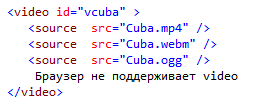 <video id="vcuba" >
<source  src="Cuba.mp4" />
<source  src="Cuba.webm" />
<source  src="Cuba.ogg" />
Браузер не поддерживает video
</video>